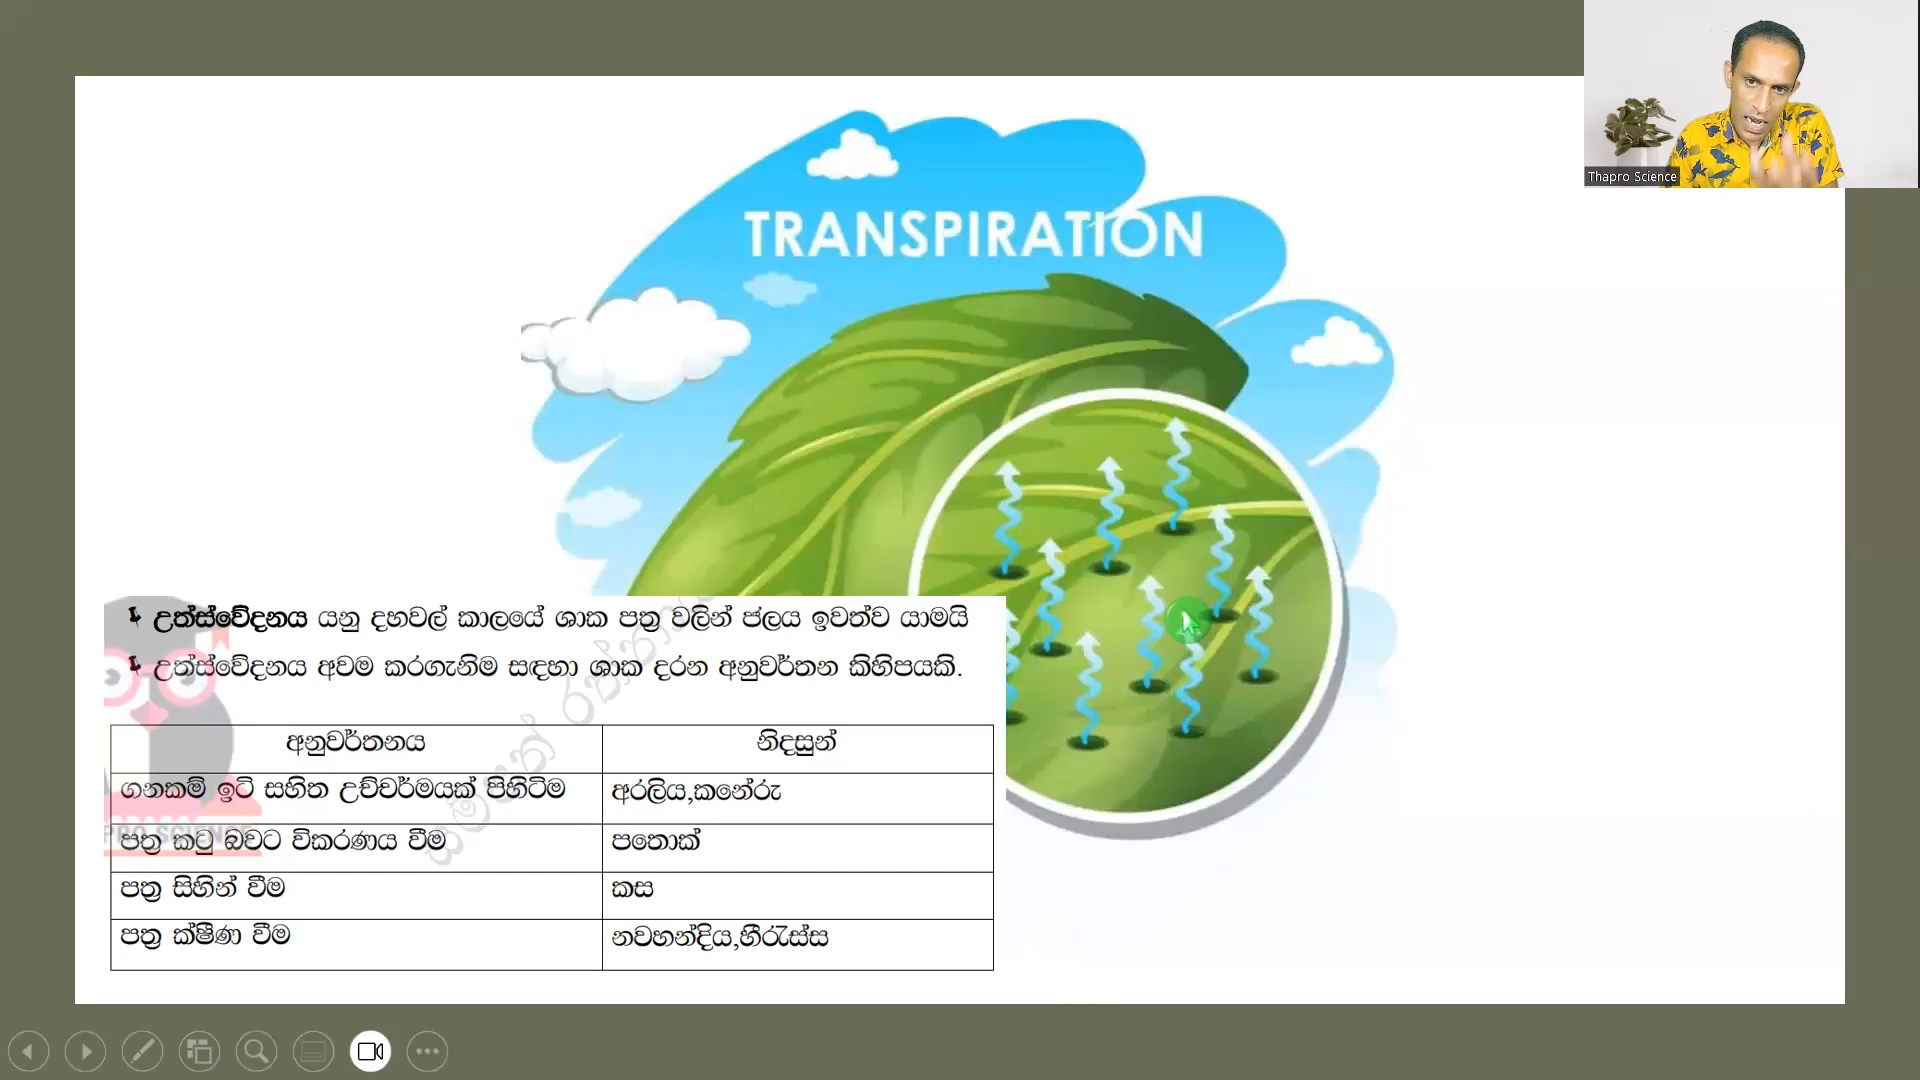 Thapro Science
TRANSPIRATION
උත්ස්වේදනය යනු දහවල් කාලයේ ශාක පත්‍ර වලින් ජලය ඉවත්ව යාමයි
උත්ස්වේදනය අවම කරගැනීම සඳහා ශාක දරන අනුවර්තන කිහිපයකි.
අනුවර්තනය නිදසුන්
ගනකම් ඉටි සහිත උච්චර්මයක් පිහිටීම අරලිය,කනේරු
පත්‍ර කටු බවට විකරණය වීම පතොක්
පත්‍ර සිහින් වීම කස
පත්‍ර ක්ෂීණ වීම නවහන්දිය,හීරැස්ස
PRO SCIENCE